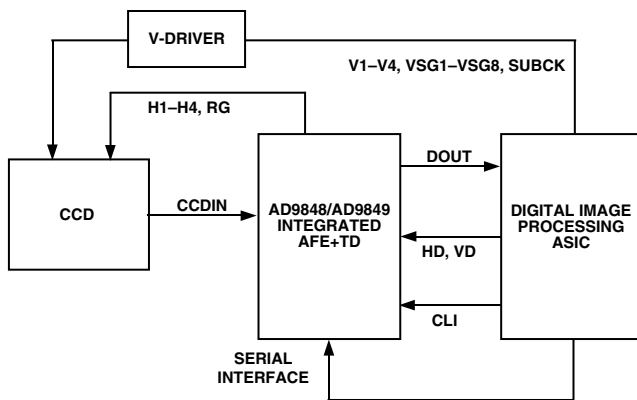 V-DRIVER
V1–V4, VSG1–VSG8, SUBCK
H1–H4, RG
DOUT
CCD
CCDIN
AD9848/AD9849
INTEGRATED
AFE+TD
DIGITAL IMAGE
PROCESSING
ASIC
HD, VD
CLI
SERIAL
INTERFACE